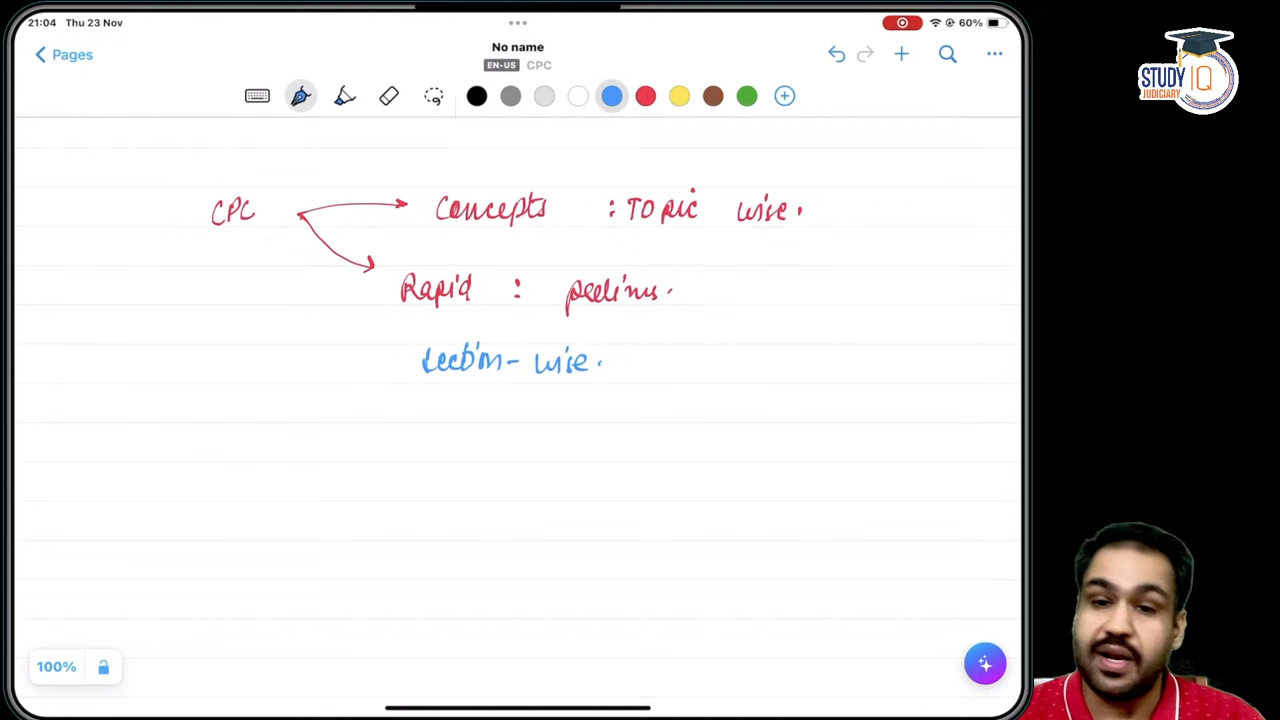 21:04 Thu 23 Nov
60%
Pages
No name
EN-US CPC
STUDY IQ
JUDICIARY
CPC Concepts : Topic wise.
Rapid : prelims.
section- wise.
100%